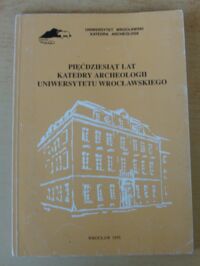 UNIWERSYTET WROCŁAWSKI
KATEDRA ARCHEOLOGII
PIĘĆDZIESIĄT LAT
KATEDRY ARCHEOLOGII
UNIWERSYTETU WROCŁAWSKIEGO
WROCŁAW